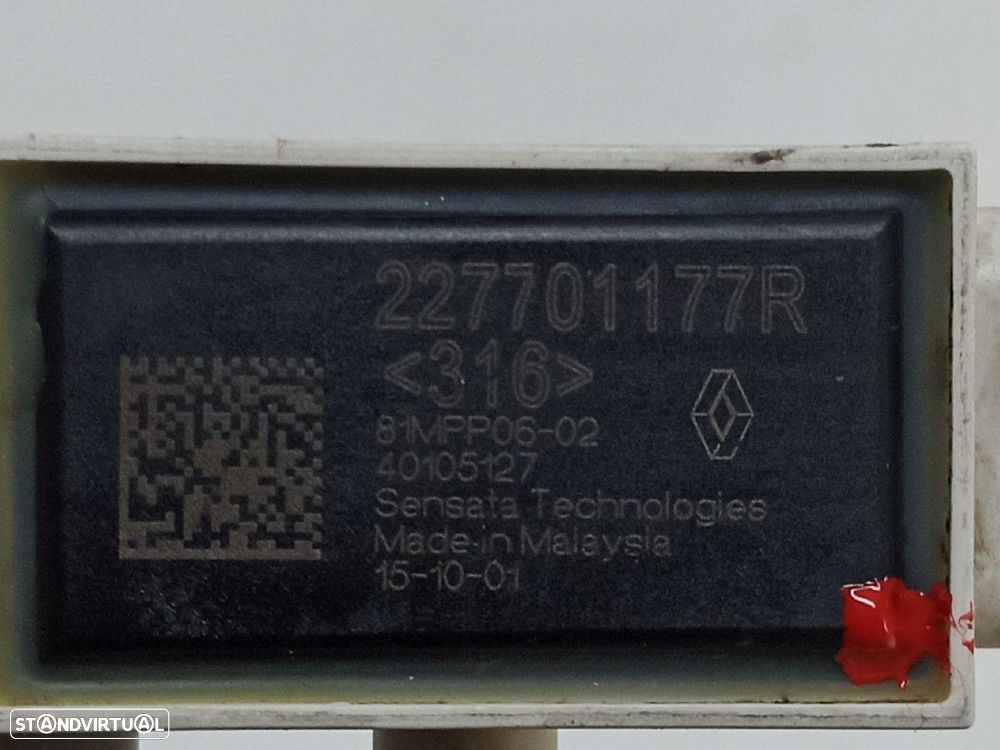 227701177R
<316>
81MPP06-02
40105127
Sensata Technologies
Made in Malaysia
15-10-01
STANDVIRTUAL